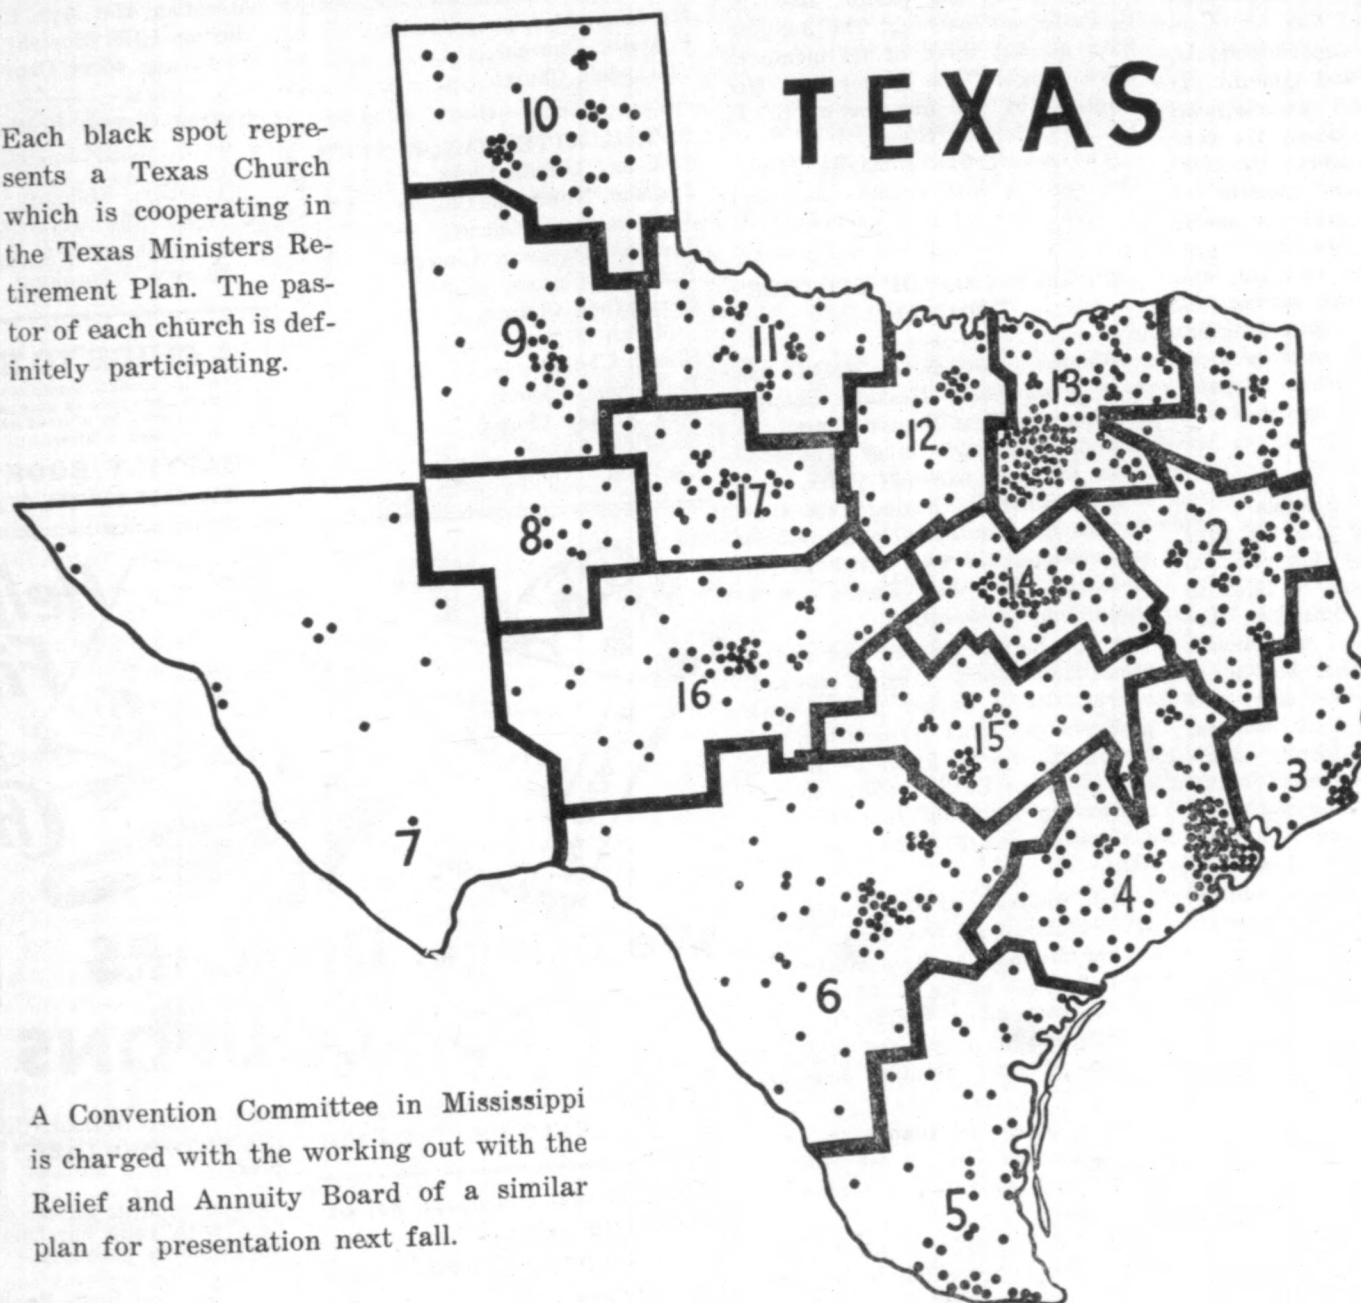 TEXAS
Each black spot repre-
sents a Texas Church
which is cooperating in
the Texas Ministers Re-
tirement Plan. The pas-
tor of each church is def-
initely participating.
10
9
11
13
1
12
17
8
2
14
16
15
3
7
4
6
5
A Convention Committee in Mississippi
is charged with the working out with the
Relief and Annuity Board of a similar
plan for presentation next fall.